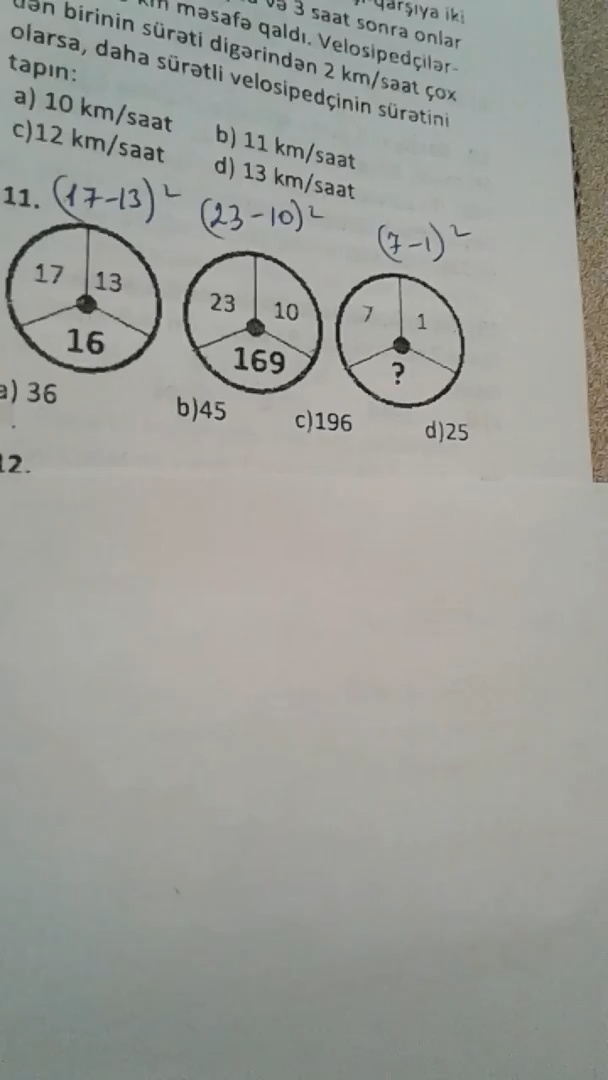 qarşıya iki
və 3 saat sonra onlar
km məsafə qaldı. Velosipedçilər-
dən birinin sürəti digərindən 2 km/saat çox
olarsa, daha sürətli velosipedçinin sürətini
tapın:
a) 10 km/saat b) 11 km/saat
c)12 km/saat d) 13 km/saat
11. (17-13)² (23-10)² (7-1)²
17 13 23 10 7 1
16 169 ?
a) 36 b)45 c)196 d)25
12.